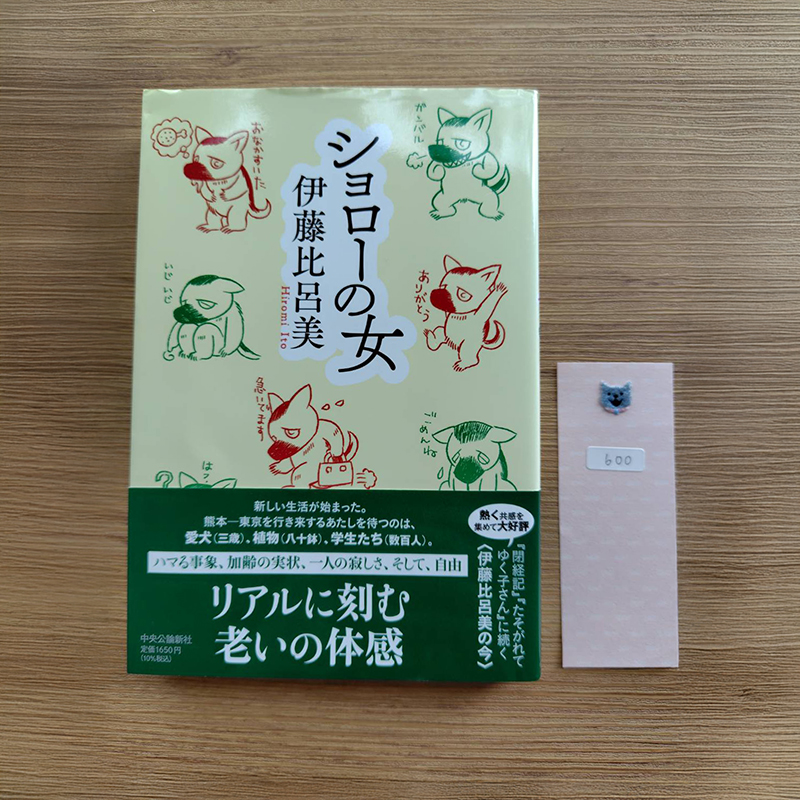 ショローの女
伊藤比呂美
Hiromi Ito
おなかすいた
ガンバル
いじいじ
ありがとう
急いでます
ごめんね
は?
?
新しい生活が始まった。
熊本―東京を行き来するあたしを待つのは、
愛犬(三歳)、植物(八十鉢)、学生たち(数百人)。
ハマる事象、加齢の実状、一人の寂しさ、そして、自由
リアルに刻む
老いの体感
熱く共感を
集めて大好評
『閉経記』『たそがれて
ゆく子さん』に続く
〈伊藤比呂美の今〉
中央公論新社
定価1650円
(10%税込)
600